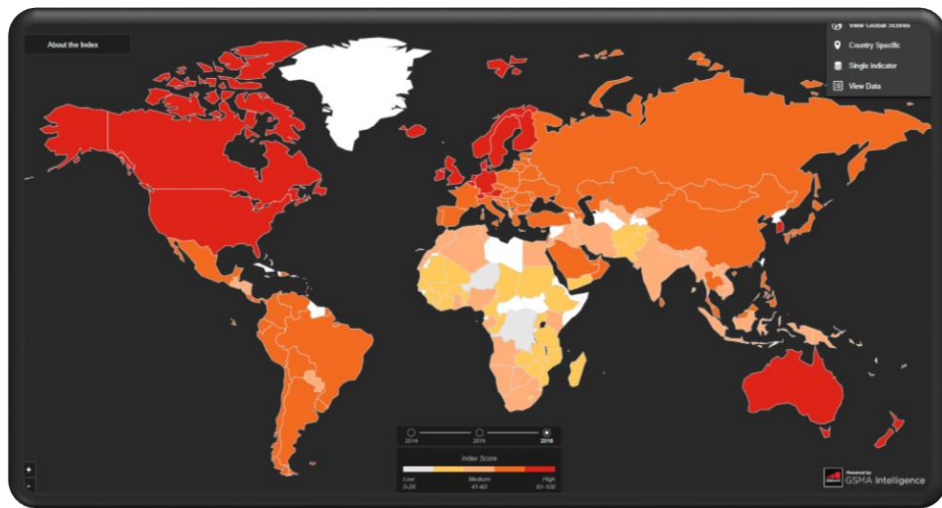 About the Index
View Global Scores
Country Specific
Single indicator
View Data
2014
2015
2016
Index Score
Low
Medium
High
0-20
41-60
81-100
+
-
Powered by
GSMA Intelligence